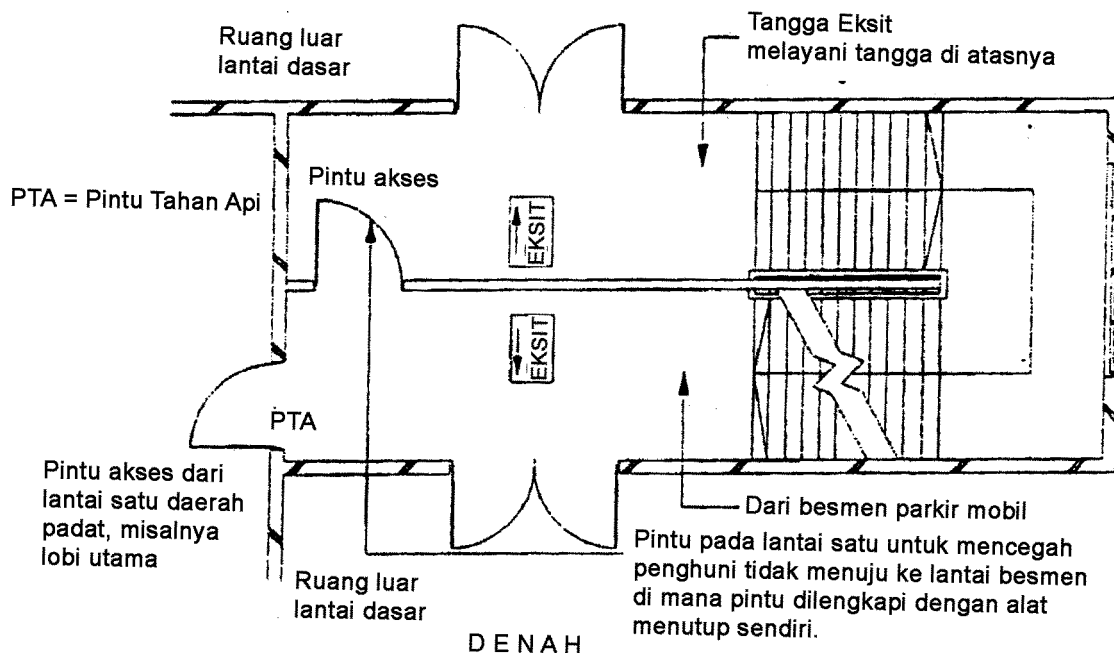 Ruang luar
lantai dasar
Tangga Eksit
melayani tangga di atasnya
PTA = Pintu Tahan Api
Pintu akses
EKSIT
EKSIT
PTA
Pintu akses dari
lantai satu daerah
padat, misalnya
lobi utama
Ruang luar
lantai dasar
Dari besmen parkir mobil
Pintu pada lantai satu untuk mencegah
penghuni tidak menuju ke lantai besmen
di mana pintu dilengkapi dengan alat
menutup sendiri.
D E N A H